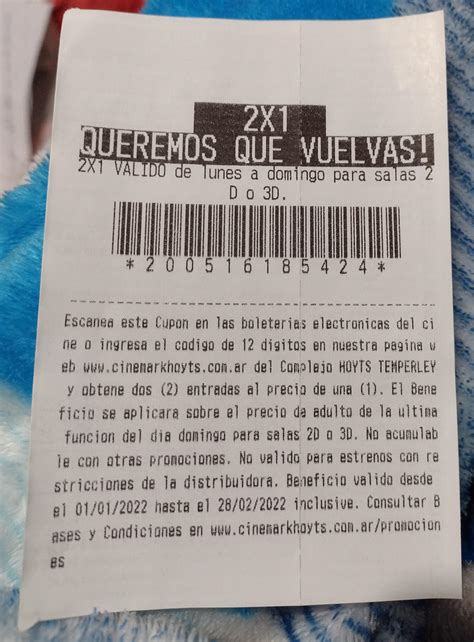 2X1
QUEREMOS QUE VUELVAS!
2X1 VALIDO de lunes a domingo para salas 2
D o 3D.
*200516185424*
Escanea este Cupon en las boleterias electronicas del ci
ne o ingresa el codigo de 12 digitos en nuestra pagina w
eb www.cinemarkhoyts.com.ar del Complejo HOYTS TEMPERLEY
y obtene dos (2) entradas al precio de una (1). El Bene
ficio se aplicara sobre el precio de adulto de la ultima
funcion del dia domingo para salas 2D o 3D. No acumulab
le con otras promociones. No valido para estrenos con re
stricciones de la distribuidora. Beneficio valido desde
el 01/01/2022 hasta el 28/02/2022 inclusive. Consultar B
ases y Condiciones en www.cinemarkhoyts.com.ar/promocion
es